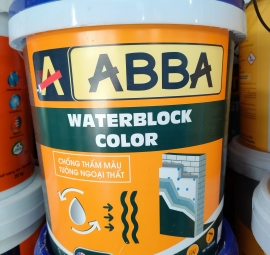 ABBA
WATERBLOCK
COLOR
CHỐNG THẤM MÀU
TƯỜNG NGOẠI THẤT